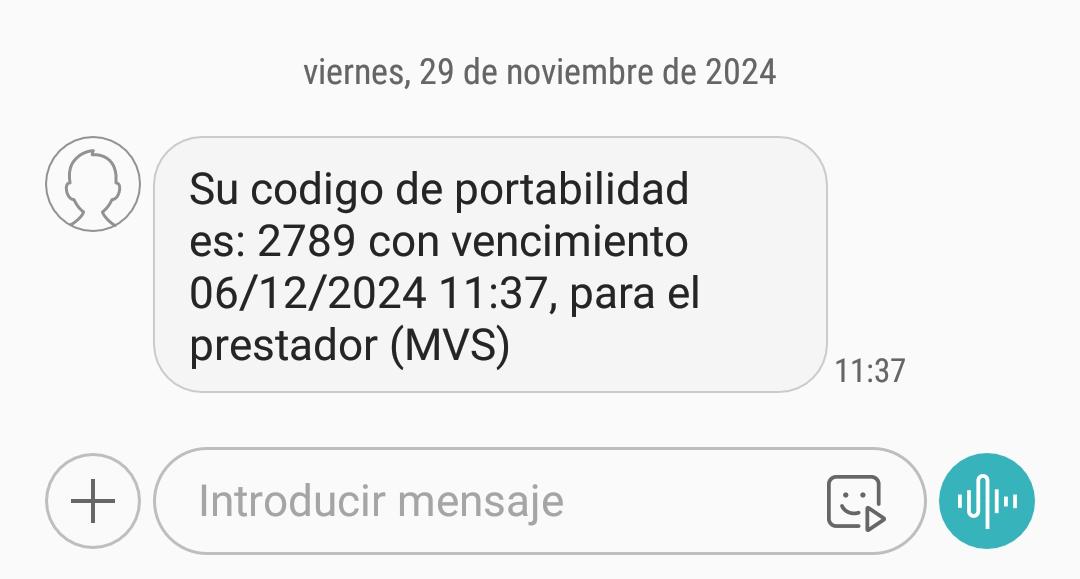 viernes, 29 de noviembre de 2024
Su codigo de portabilidad
es: 2789 con vencimiento
06/12/2024 11:37, para el
prestador (MVS)
11:37
Introducir mensaje